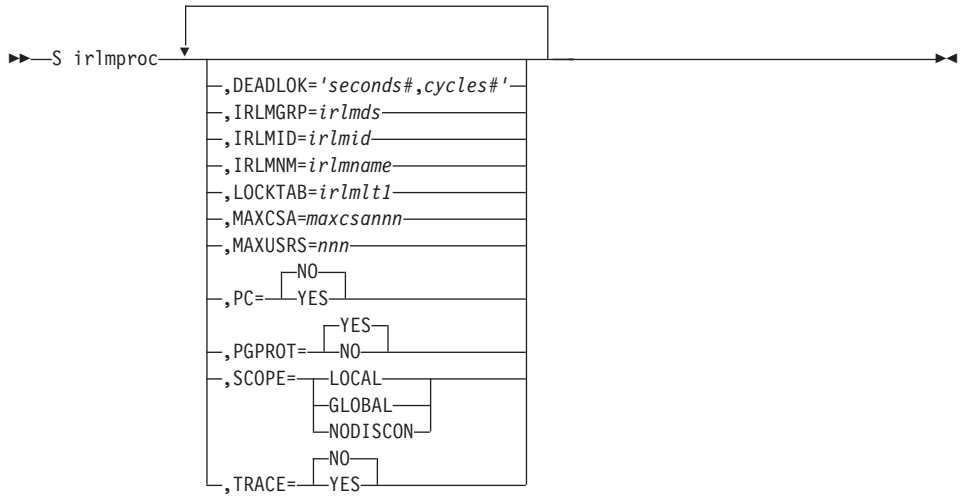 S irlmproc
,DEADLOK='seconds#,cycles#'
,IRLMGRP=irlmds
,IRLMID=irlmid
,IRLMNM=irlmname
,LOCKTAB=irlmlt1
,MAXCSA=maxcsannn
,MAXUSRS=nnn
NO
,PC= YES
YES
,PGPROT= NO
,SCOPE= LOCAL
GLOBAL
NODISCON
NO
,TRACE= YES